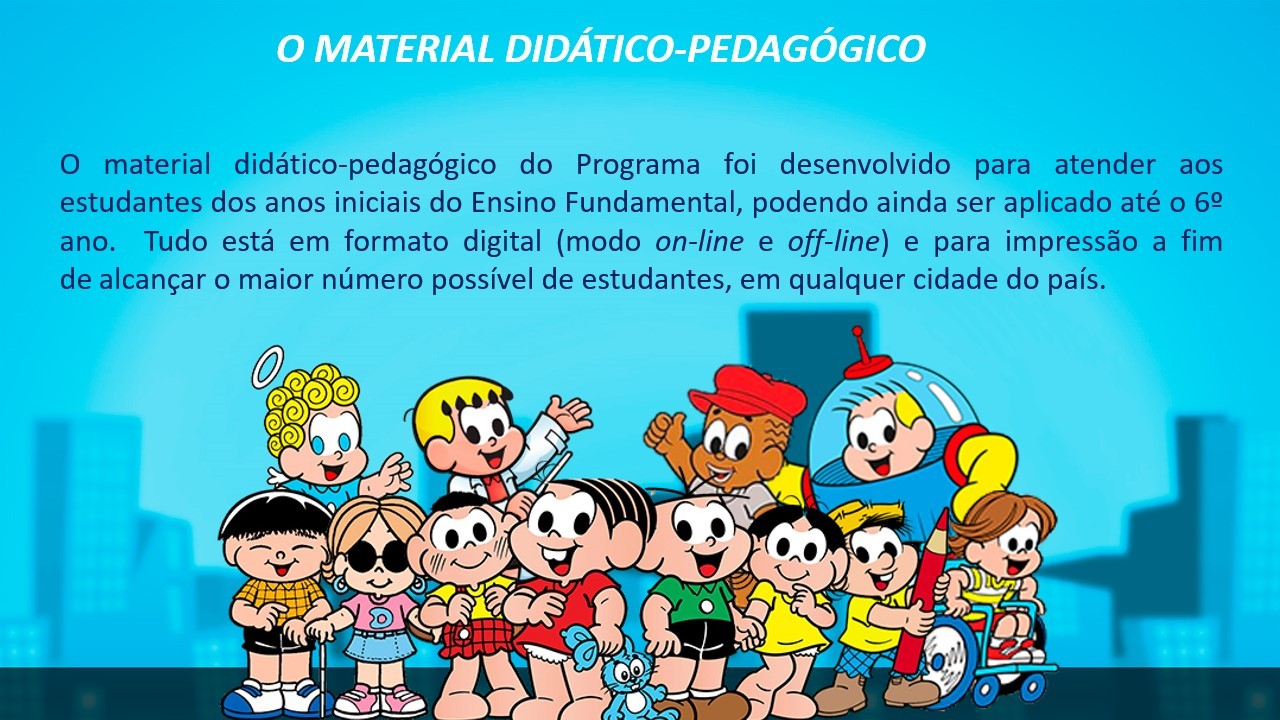 O MATERIAL DIDÁTICO-PEDAGÓGICO
O material didático-pedagógico do Programa foi desenvolvido para atender aos
estudantes dos anos iniciais do Ensino Fundamental, podendo ainda ser aplicado até o 6º
ano. Tudo está em formato digital (modo on-line e off-line) e para impressão a fim
de alcançar o maior número possível de estudantes, em qualquer cidade do país.
D